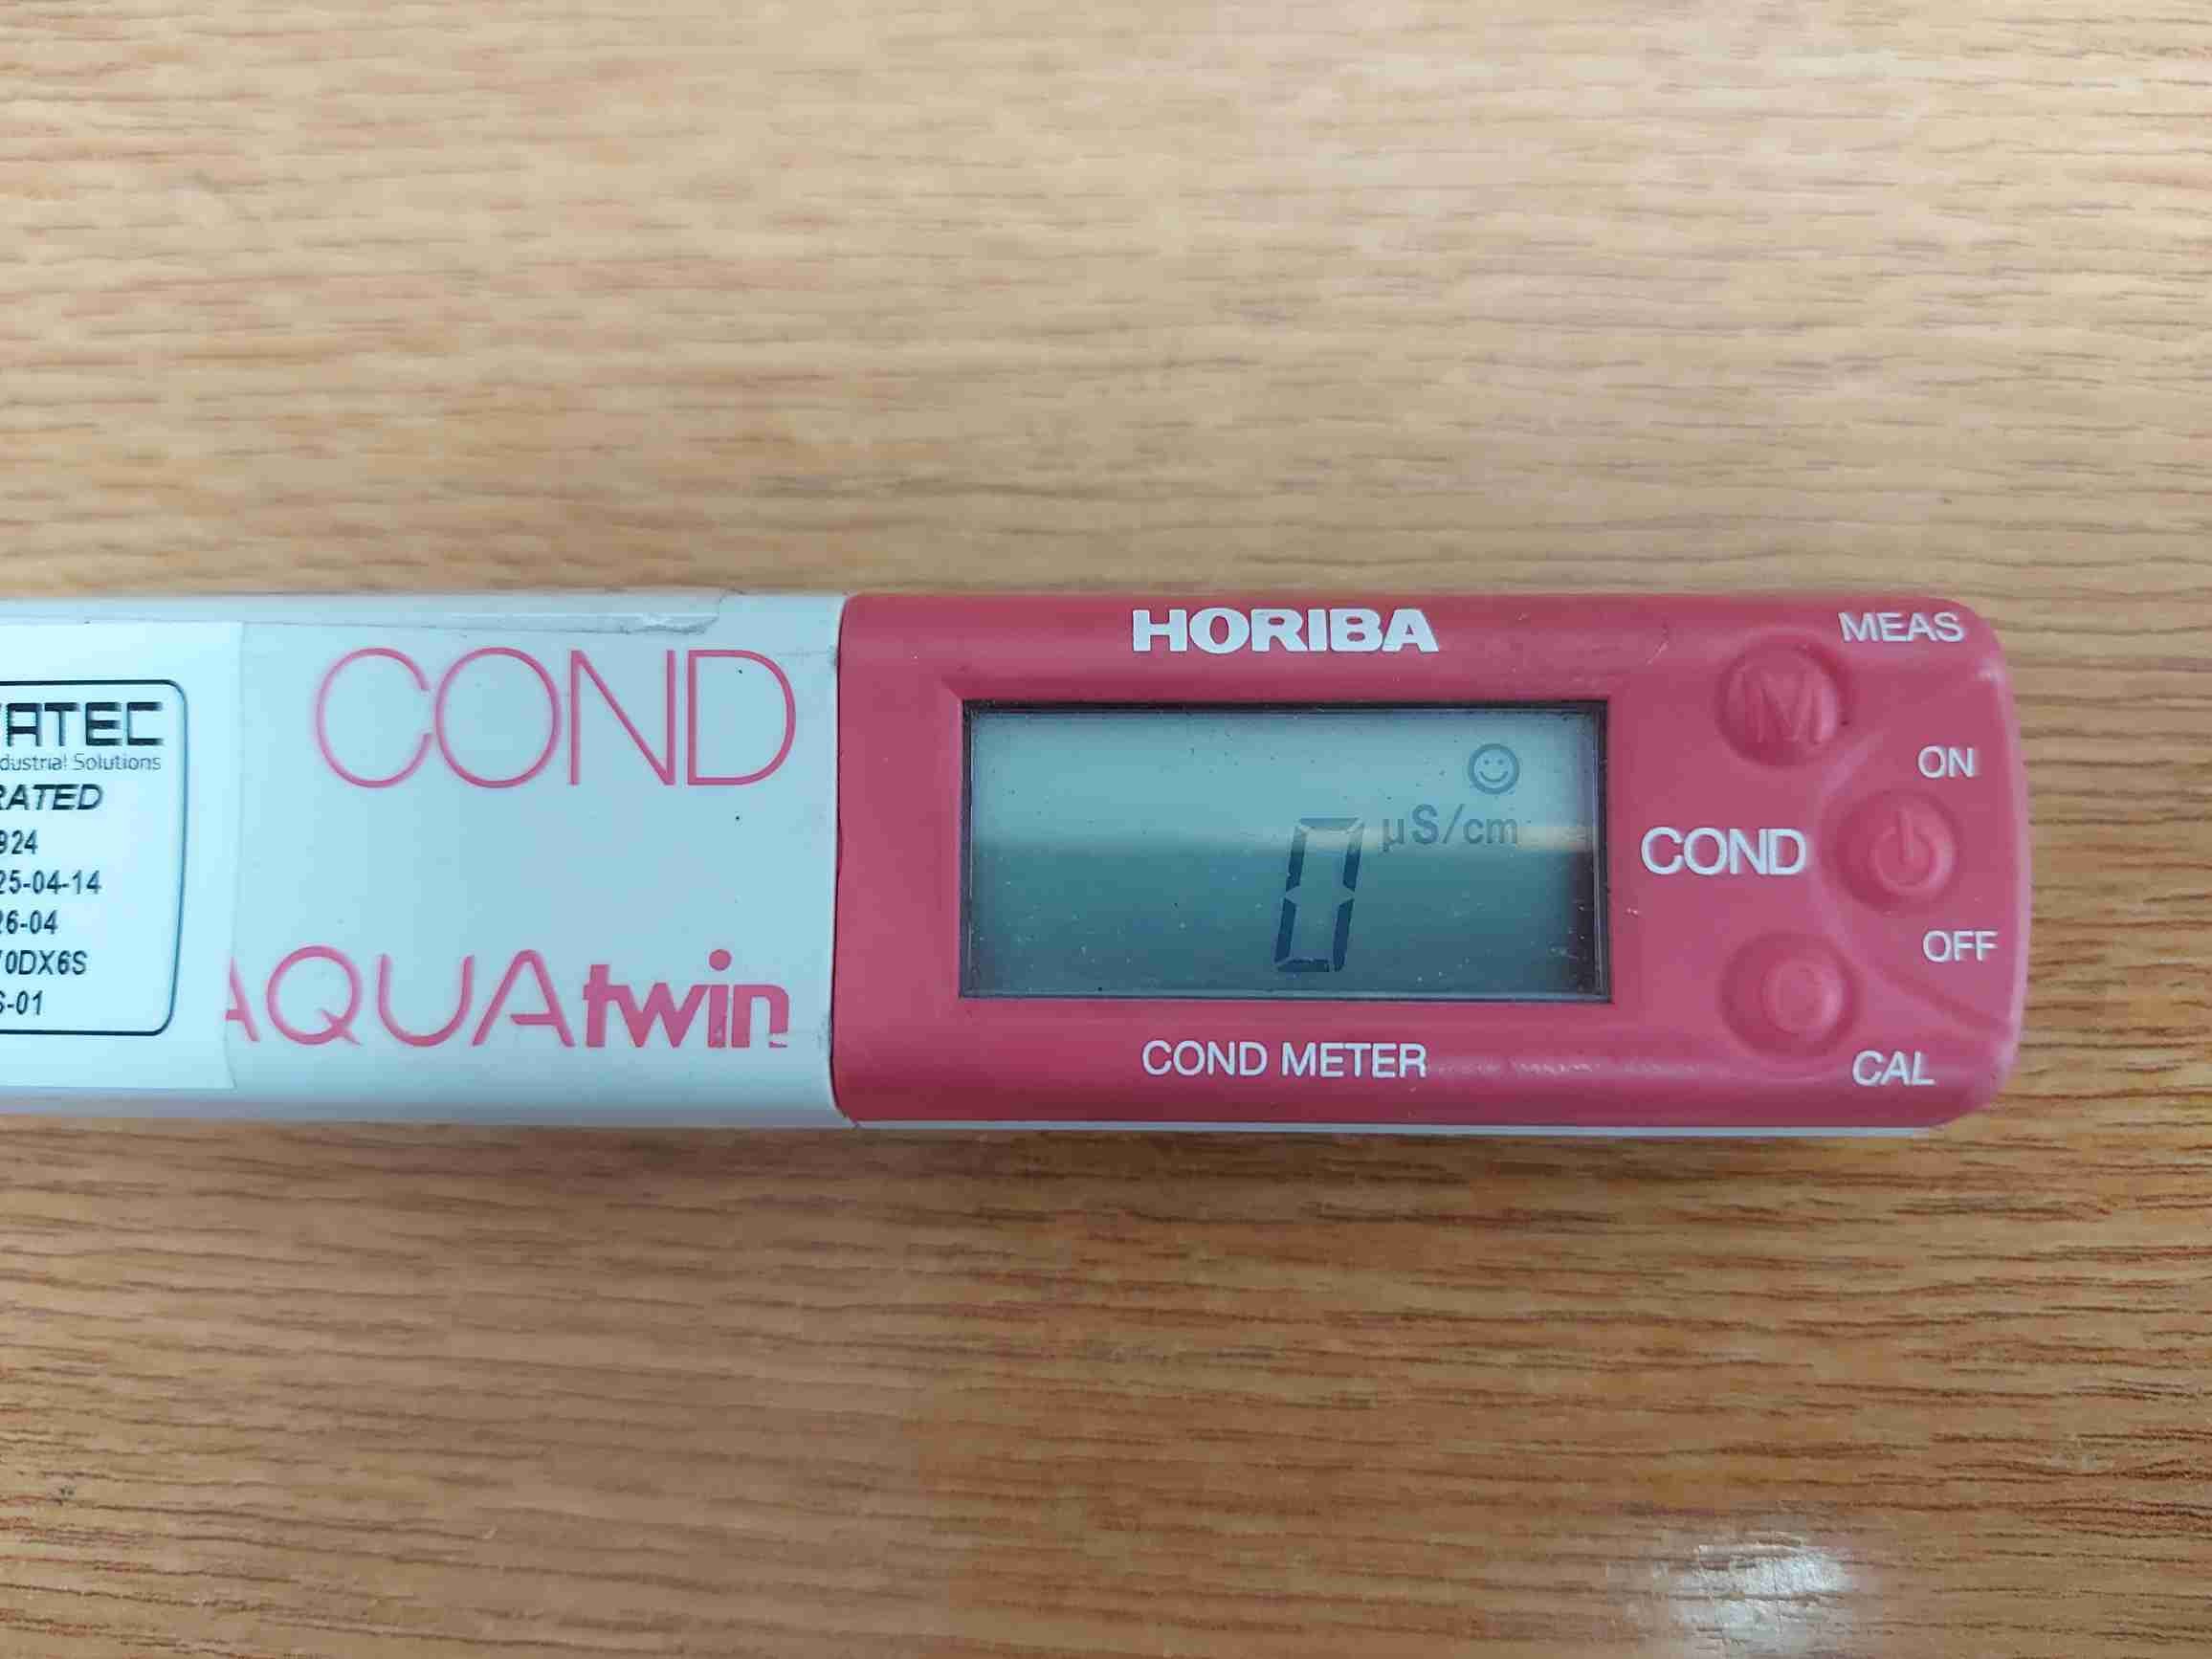 ATEC
dustrial Solutions
RATED
924
25-04-14
26-04
70DX6S
S-01
COND
AQUAtwin
HORIBA
µS/cm
0
COND METER
MEAS
M
ON
COND
OFF
CAL